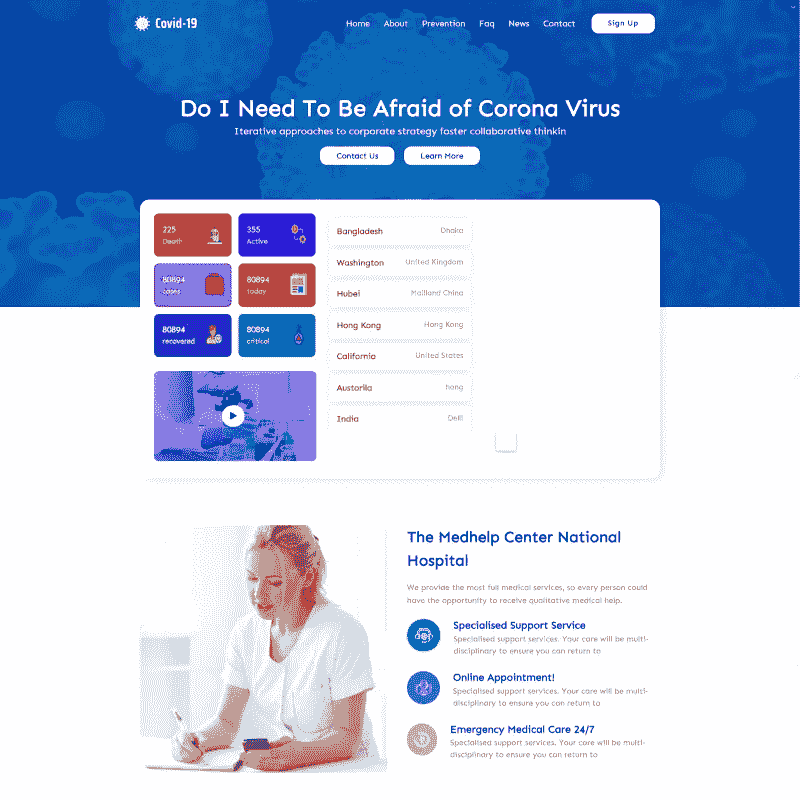 Covid-19
Home About Prevention Faq News Contact Sign Up
Do I Need To Be Afraid of Corona Virus
Iterative approaches to corporate strategy foster collaborative thinkin
Contact Us Learn More
225
Death
355
Active
80894
cases
80894
today
80894
recovered
80894
critical
Bangladesh Dhaka
Washington United Kingdom
Hubei Mailland China
Hong Kong Hong Kong
California United States
Austorila hong
India Delli
The Medhelp Center National
Hospital
We provide the most full medical services, so every person could
have the opportunity to receive qualitative medical help.
Specialised Support Service
Specialised support services. Your care will be multi-
disciplinary to ensure you can return to
Online Appointment!
Specialised support services. Your care will be multi-
disciplinary to ensure you can return to
Emergency Medical Care 24/7
Specialised support services. Your care will be multi-
disciplinary to ensure you can return to